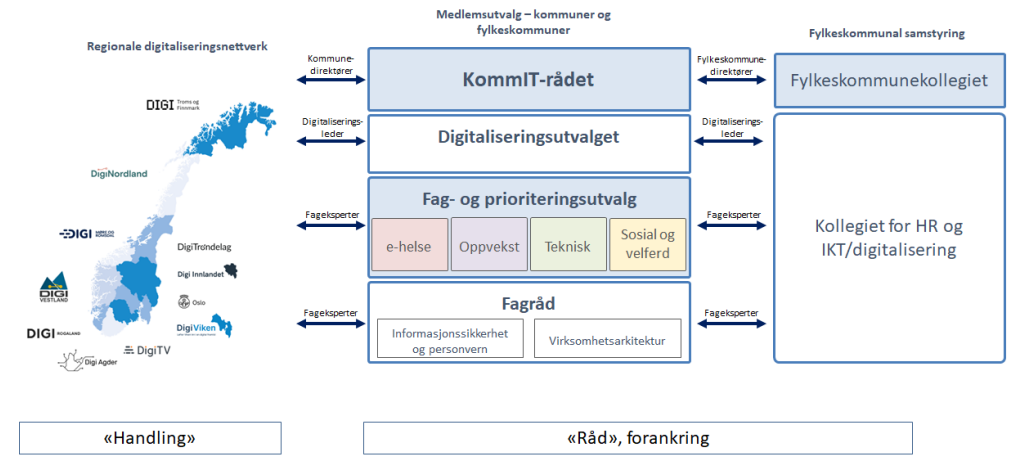 Medlemsutvalg – kommuner og
fylkeskommuner
Regionale digitaliseringsnettverk
Fylkeskommunal samstyring
Kommune-
direktører
KommIT-rådet
Fylkeskommune-
direktører
Fylkeskommunekollegiet
Digitaliserings-
leder
Digitaliseringsutvalget
Digitaliserings-
leder
Fag- og prioriteringsutvalg
Fageksperter
e-helse
Oppvekst
Teknisk
Sosial og
velferd
Fageksperter
Kollegiet for HR og
IKT/digitalisering
Fagråd
Fageksperter
Informasjonssikkerhet
og personvern
Virksomhetsarkitektur
Fageksperter
DIGI Troms og
Finnmark
DigiNordland
DIGI MØRE OG
ROMSDAL
DigiTrøndelag
Digi Innlandet
DIGI
VESTLAND
Oslo
DigiViken
DIGI ROGALAND
DigiTV
Digi Agder
«Handling»
«Råd», forankring